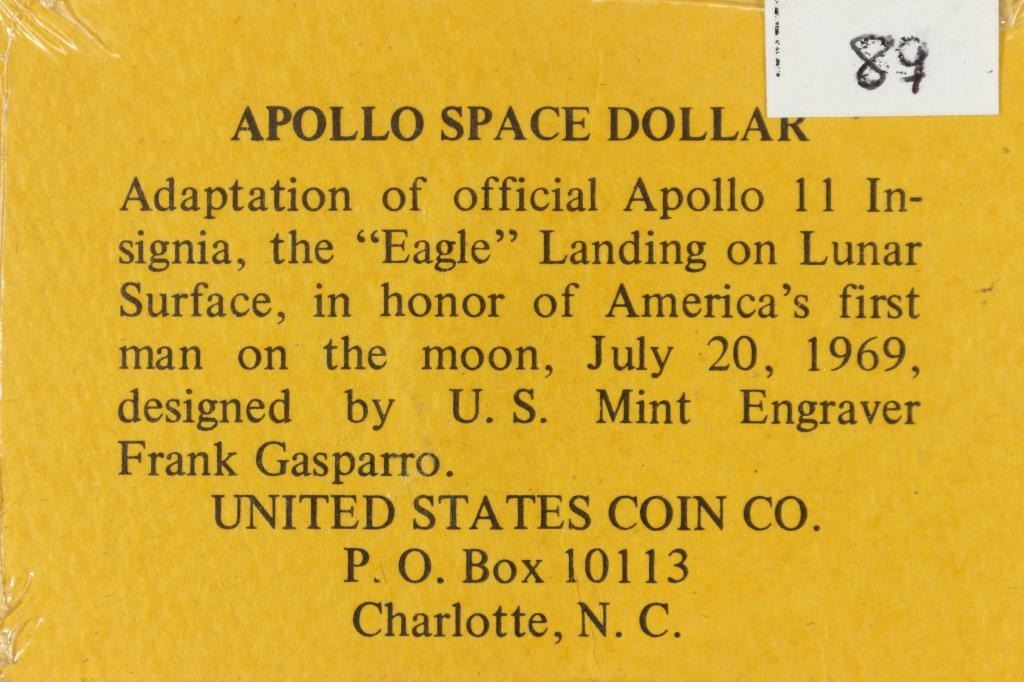 89
APOLLO SPACE DOLLAR
Adaptation of official Apollo 11 In-
signia, the “Eagle” Landing on Lunar
Surface, in honor of America’s first
man on the moon, July 20, 1969,
designed by U. S. Mint Engraver
Frank Gasparro.
UNITED STATES COIN CO.
P. O. Box 10113
Charlotte, N. C.